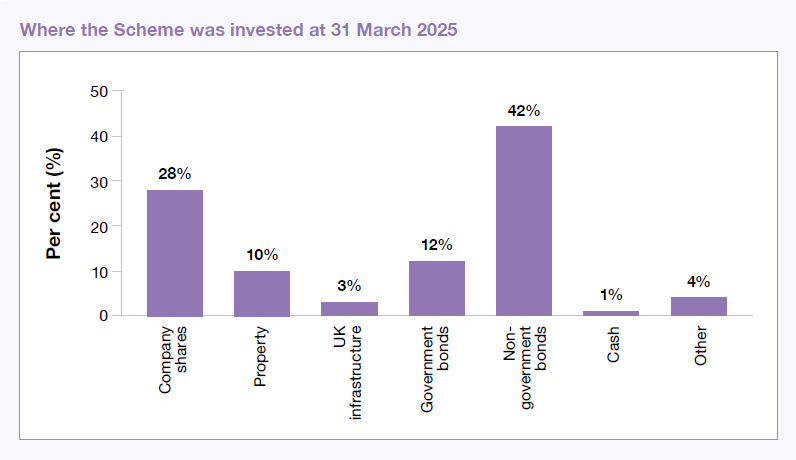 Where the Scheme was invested at 31 March 2025
Per cent (%)
50
40
30
20
10
0
28%
10%
3%
12%
42%
1%
4%
Company
shares
Property
UK
infrastructure
Government
bonds
Non-
government
bonds
Cash
Other